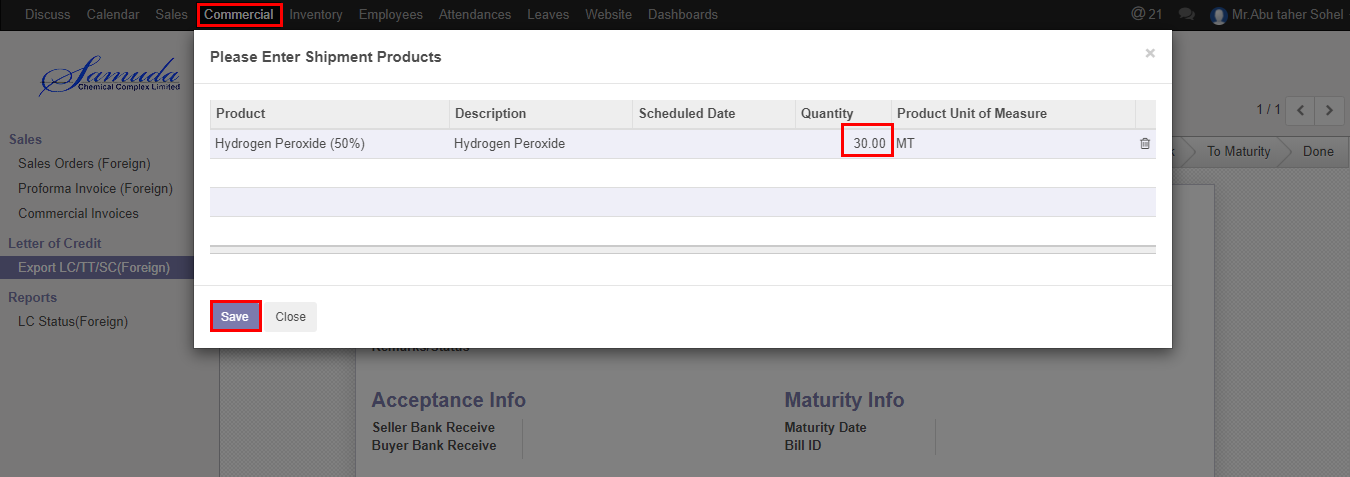 Discuss Calendar Sales Commercial Inventory Employees Attendances Leaves Website Dashboards @ 21 Mr.Abu taher Sohel
Samuda
Chemical Complex Limited
Please Enter Shipment Products ×
Product Description Scheduled Date Quantity Product Unit of Measure
Hydrogen Peroxide (50%) Hydrogen Peroxide 30.00 MT
Save Close
1 / 1
To Maturity Done
Sales
Sales Orders (Foreign)
Proforma Invoice (Foreign)
Commercial Invoices
Letter of Credit
Export LC/TT/SC(Foreign)
Reports
LC Status(Foreign)
Remarks/Status
Acceptance Info Maturity Info
Seller Bank Receive Maturity Date
Buyer Bank Receive Bill ID